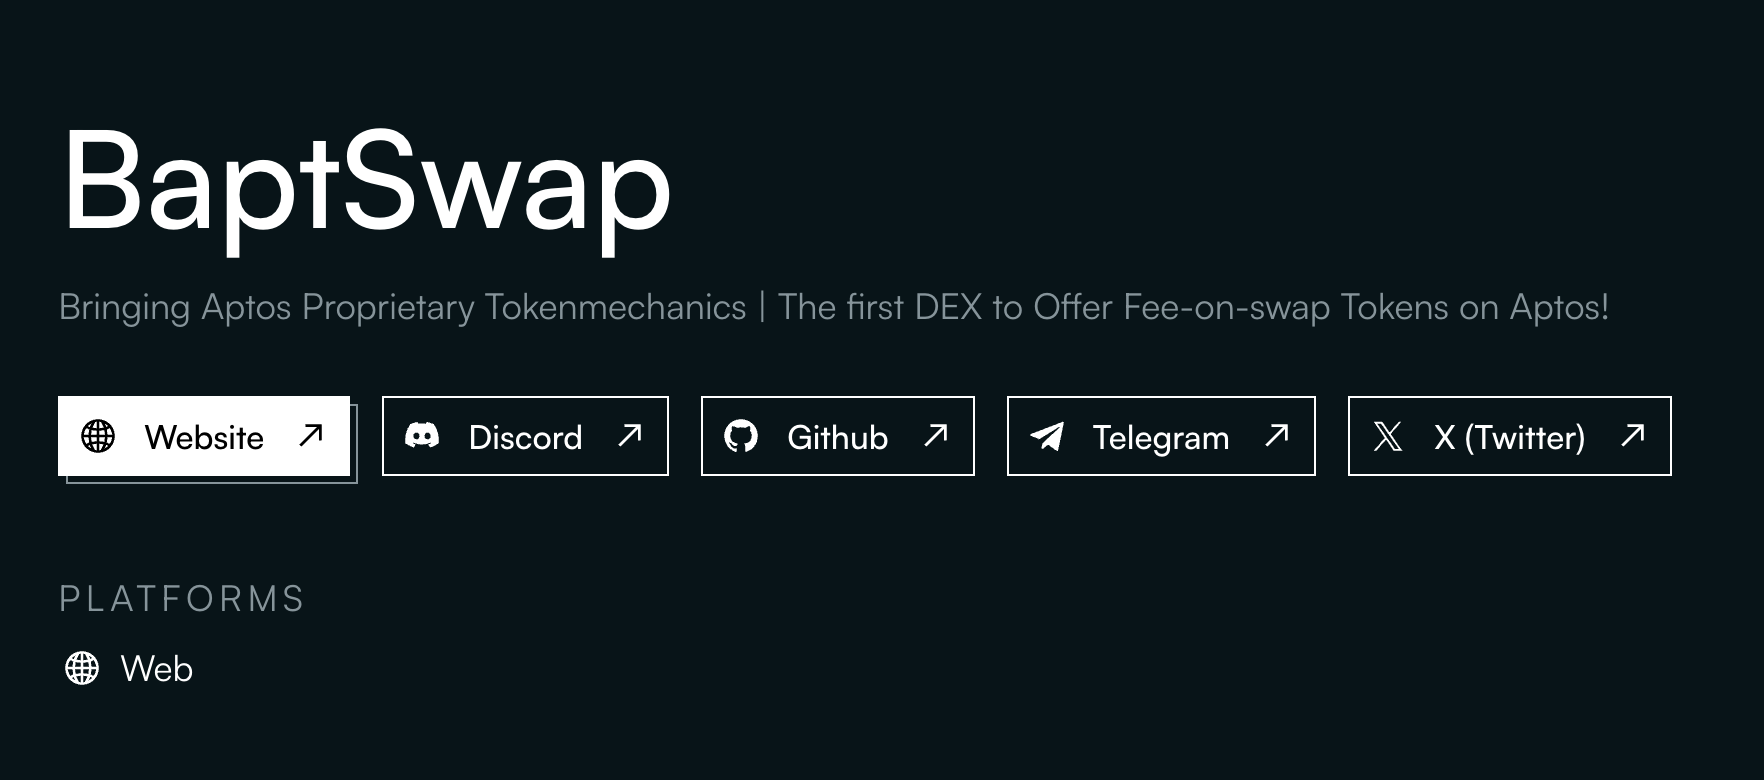 BaptSwap
Bringing Aptos Proprietary Tokenmechanics | The first DEX to Offer Fee-on-swap Tokens on Aptos!
Website Discord Github Telegram X (Twitter)
PLATFORMS
Web